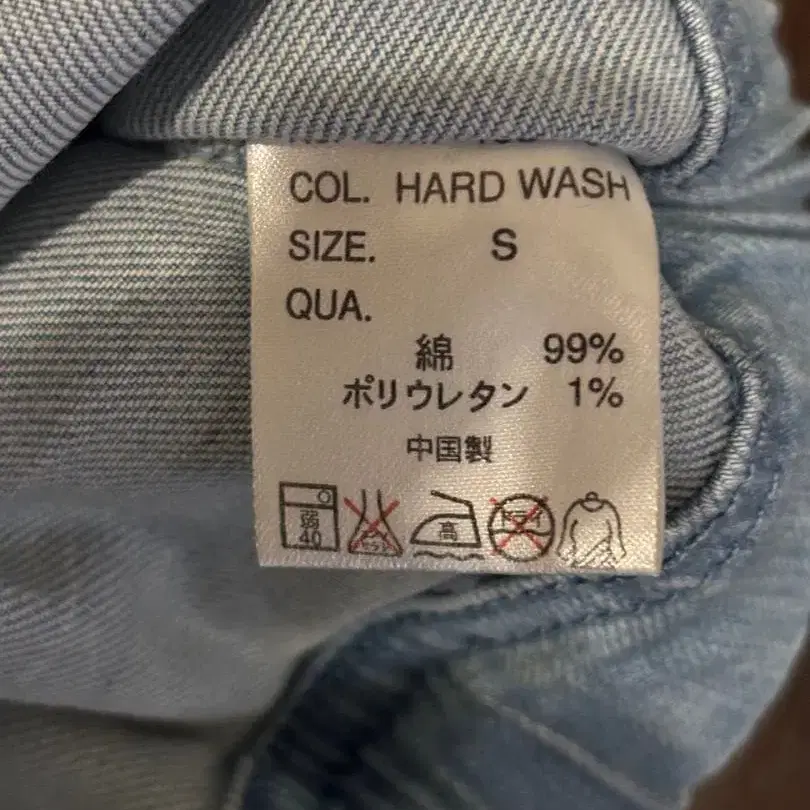 COL. HARD WASH
SIZE. S
QUA.
綿 99%
ポリウレタン 1%
中国製
弱 40 高